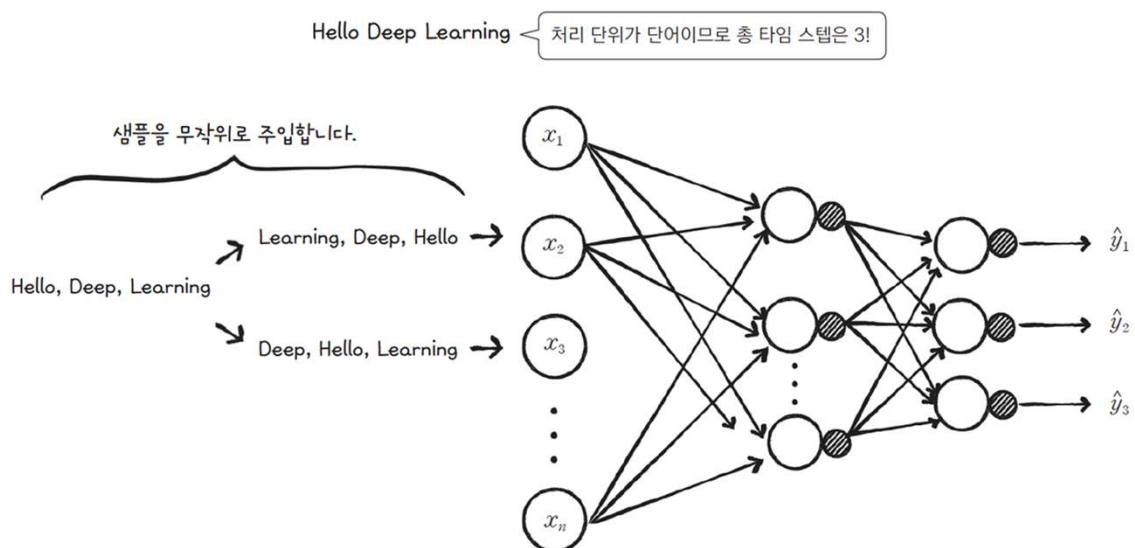 Hello Deep Learning
처리 단위가 단어이므로 총 타임 스텝은 3!
샘플을 무작위로 주입합니다.
Hello, Deep, Learning
Learning, Deep, Hello
Deep, Hello, Learning
x₁
x₂
x₃
xₙ
ŷ₁
ŷ₂
ŷ₃